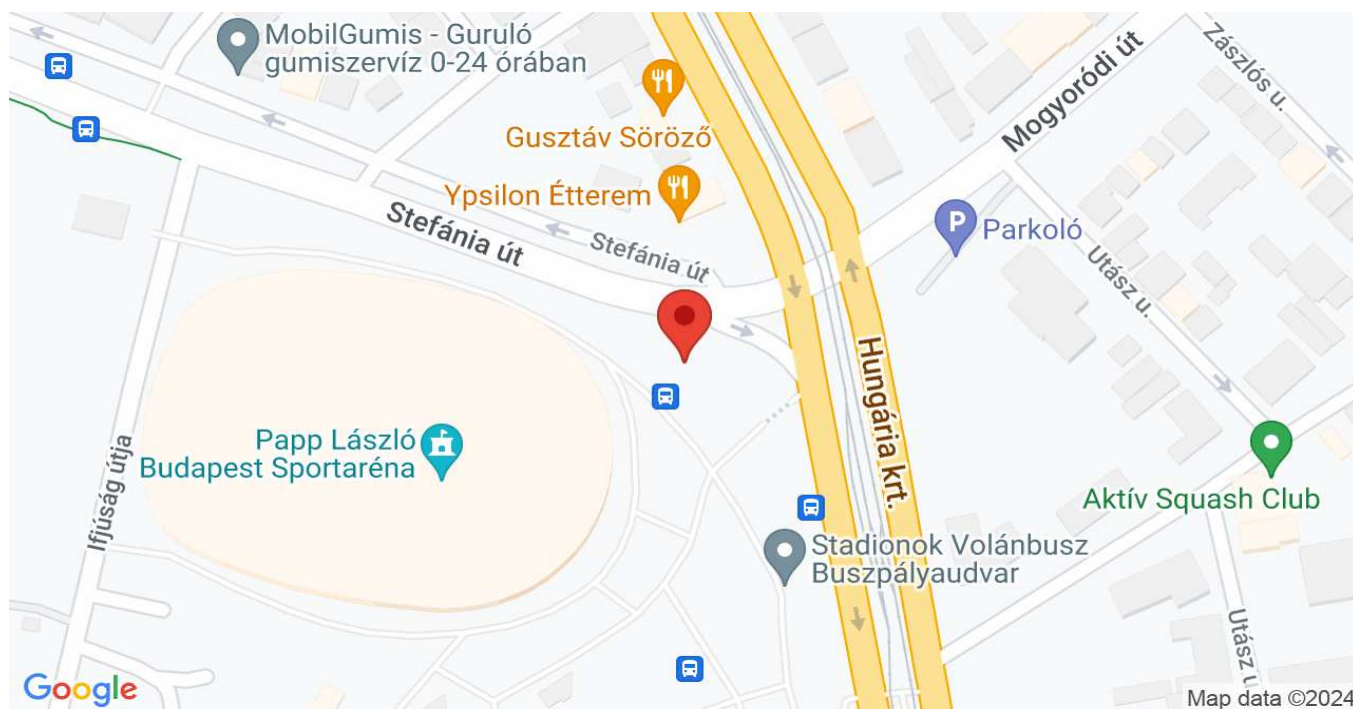 MobilGumis - Guruló
gumiszervíz 0-24 órában
Gusztáv Söröző
Ypsilon Étterem
Stefánia út
Stefánia út
Mogyoródi út
Zászlós u.
P
Parkoló
Utász u.
Hungária krt.
Papp László
Budapest Sportaréna
Ifjúság útja
Aktív Squash Club
Stadionok Volánbusz
Buszpályaudvar
Utász u.
Google
Map data ©2024